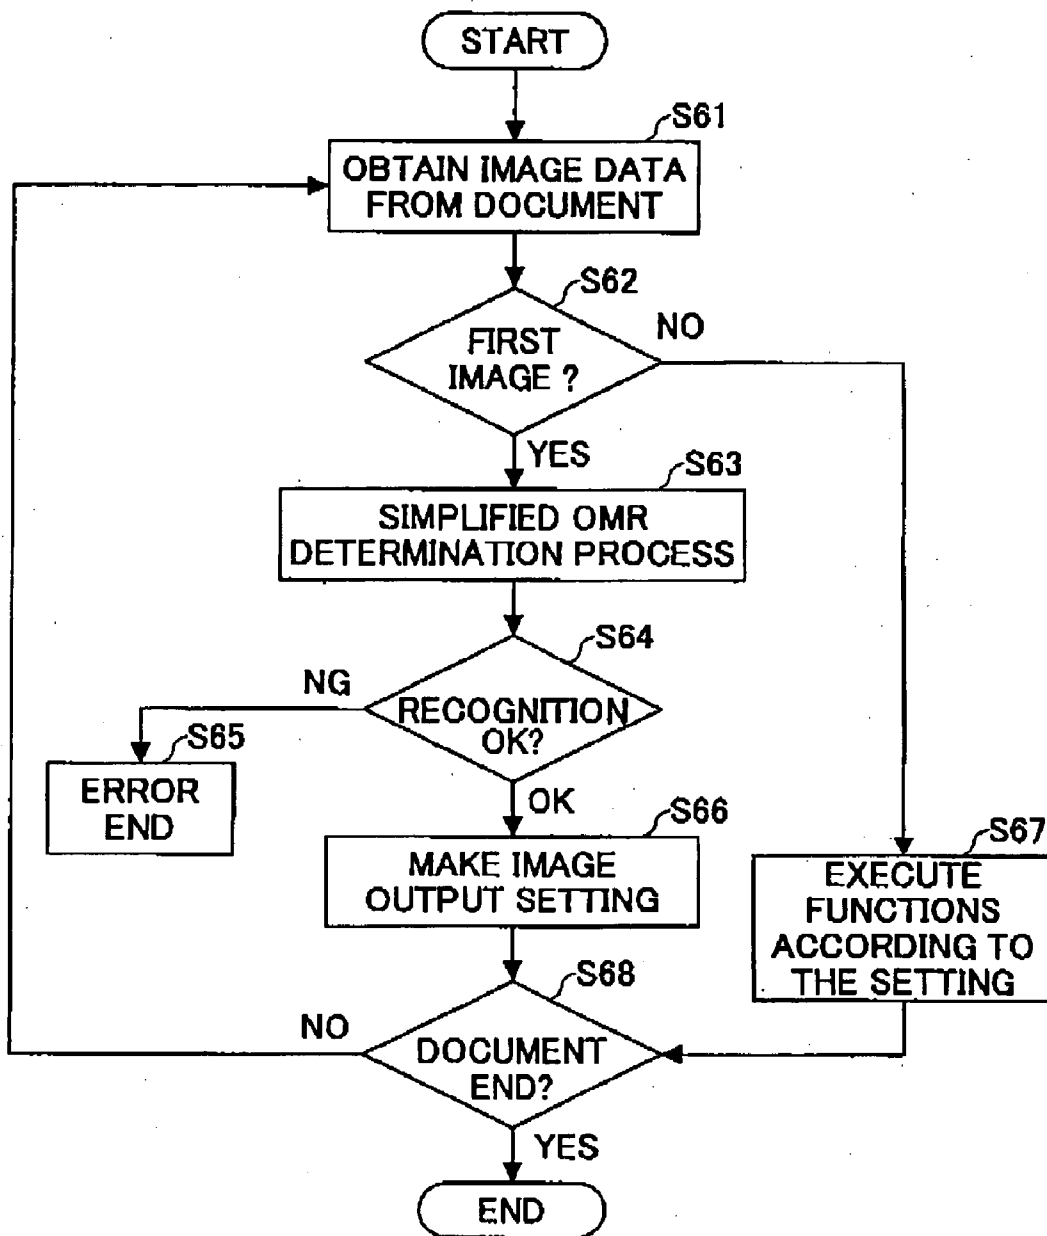 START
S61
OBTAIN IMAGE DATA
FROM DOCUMENT
S62
NO
FIRST
IMAGE ?
YES
S63
SIMPLIFIED OMR
DETERMINATION PROCESS
S64
NG
RECOGNITION
OK?
S65
ERROR
END
OK
S66
MAKE IMAGE
OUTPUT SETTING
S67
EXECUTE
FUNCTIONS
ACCORDING TO
THE SETTING
S68
NO
DOCUMENT
END?
YES
END